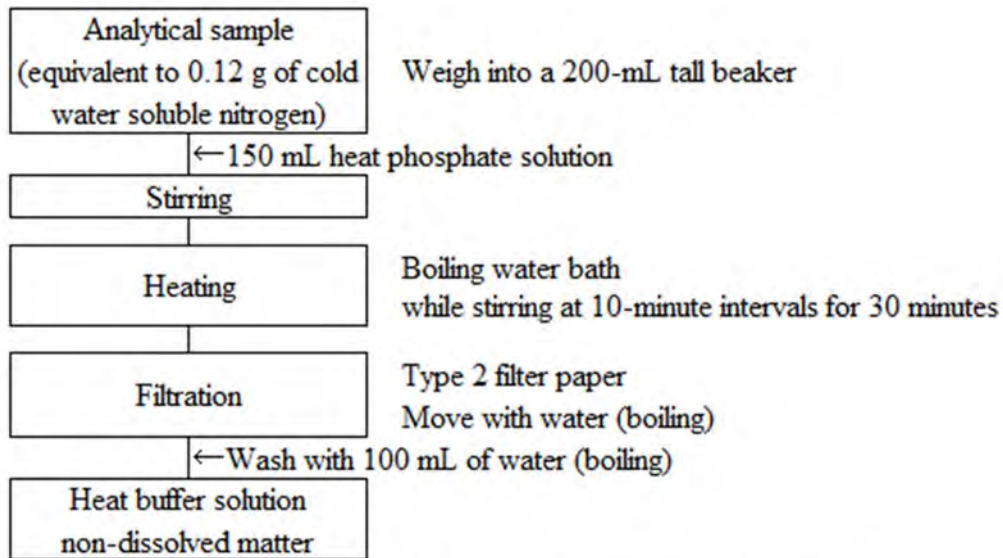 Analytical sample
(equivalent to 0.12 g of cold
water soluble nitrogen)
Weigh into a 200-mL tall beaker
←150 mL heat phosphate solution
Stirring
Heating
Boiling water bath
while stirring at 10-minute intervals for 30 minutes
Filtration
Type 2 filter paper
Move with water (boiling)
←Wash with 100 mL of water (boiling)
Heat buffer solution
non-dissolved matter